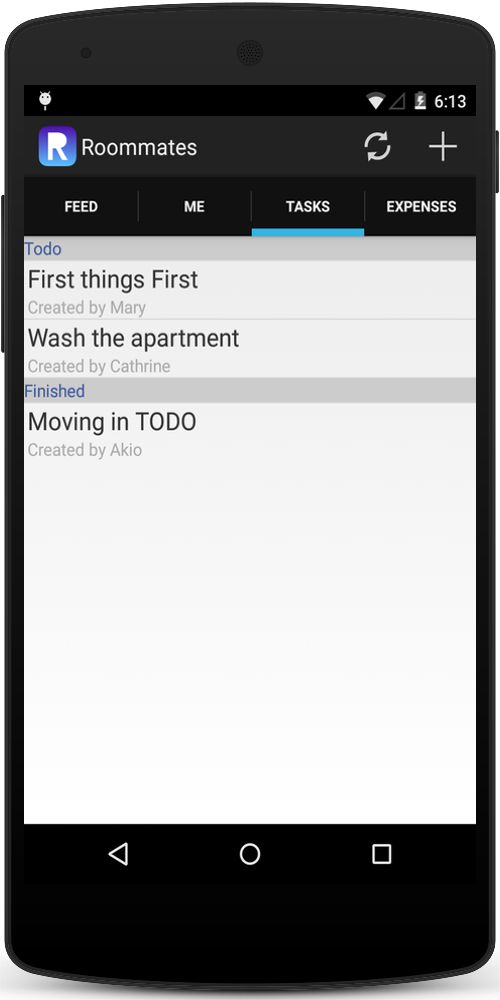 6:13
R Roommates
FEED ME TASKS EXPENSES
Todo
First things First
Created by Mary
Wash the apartment
Created by Cathrine
Finished
Moving in TODO
Created by Akio